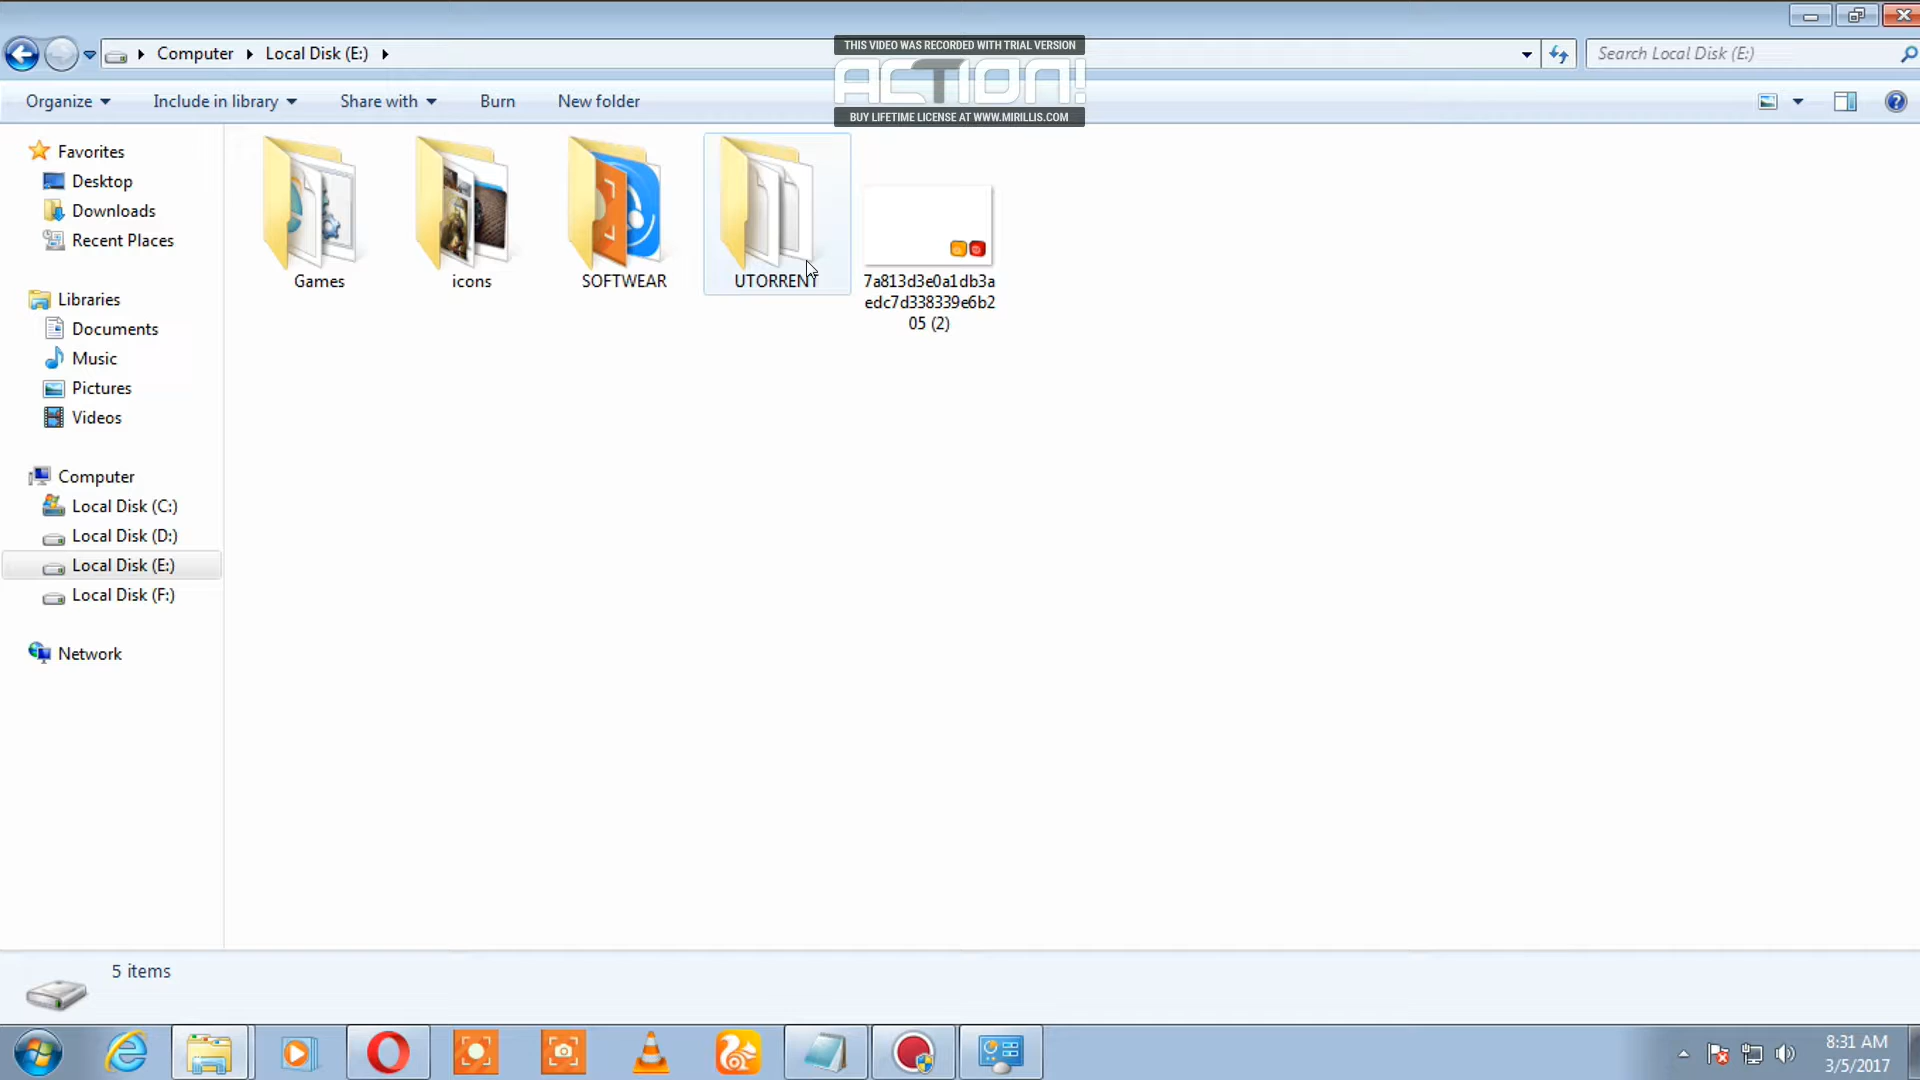 THIS VIDEO WAS RECORDED WITH TRIAL VERSION
Computer Local Disk (E:) Search Local Disk (E:)
ACTION!
Organize Include in library Share with Burn New folder
BUY LIFETIME LICENSE AT WWW.MIRILLIS.COM
Favorites
Desktop
Downloads
Recent Places
Libraries
Documents
Music
Pictures
Videos
Computer
Local Disk (C:)
Local Disk (D:)
Local Disk (E:)
Local Disk (F:)
Network
Games
icons
SOFTWEAR
UTORRENT
7a813d3e0a1db3a
edc7d338339e6b2
05 (2)
5 items
8:31 AM
3/5/2017